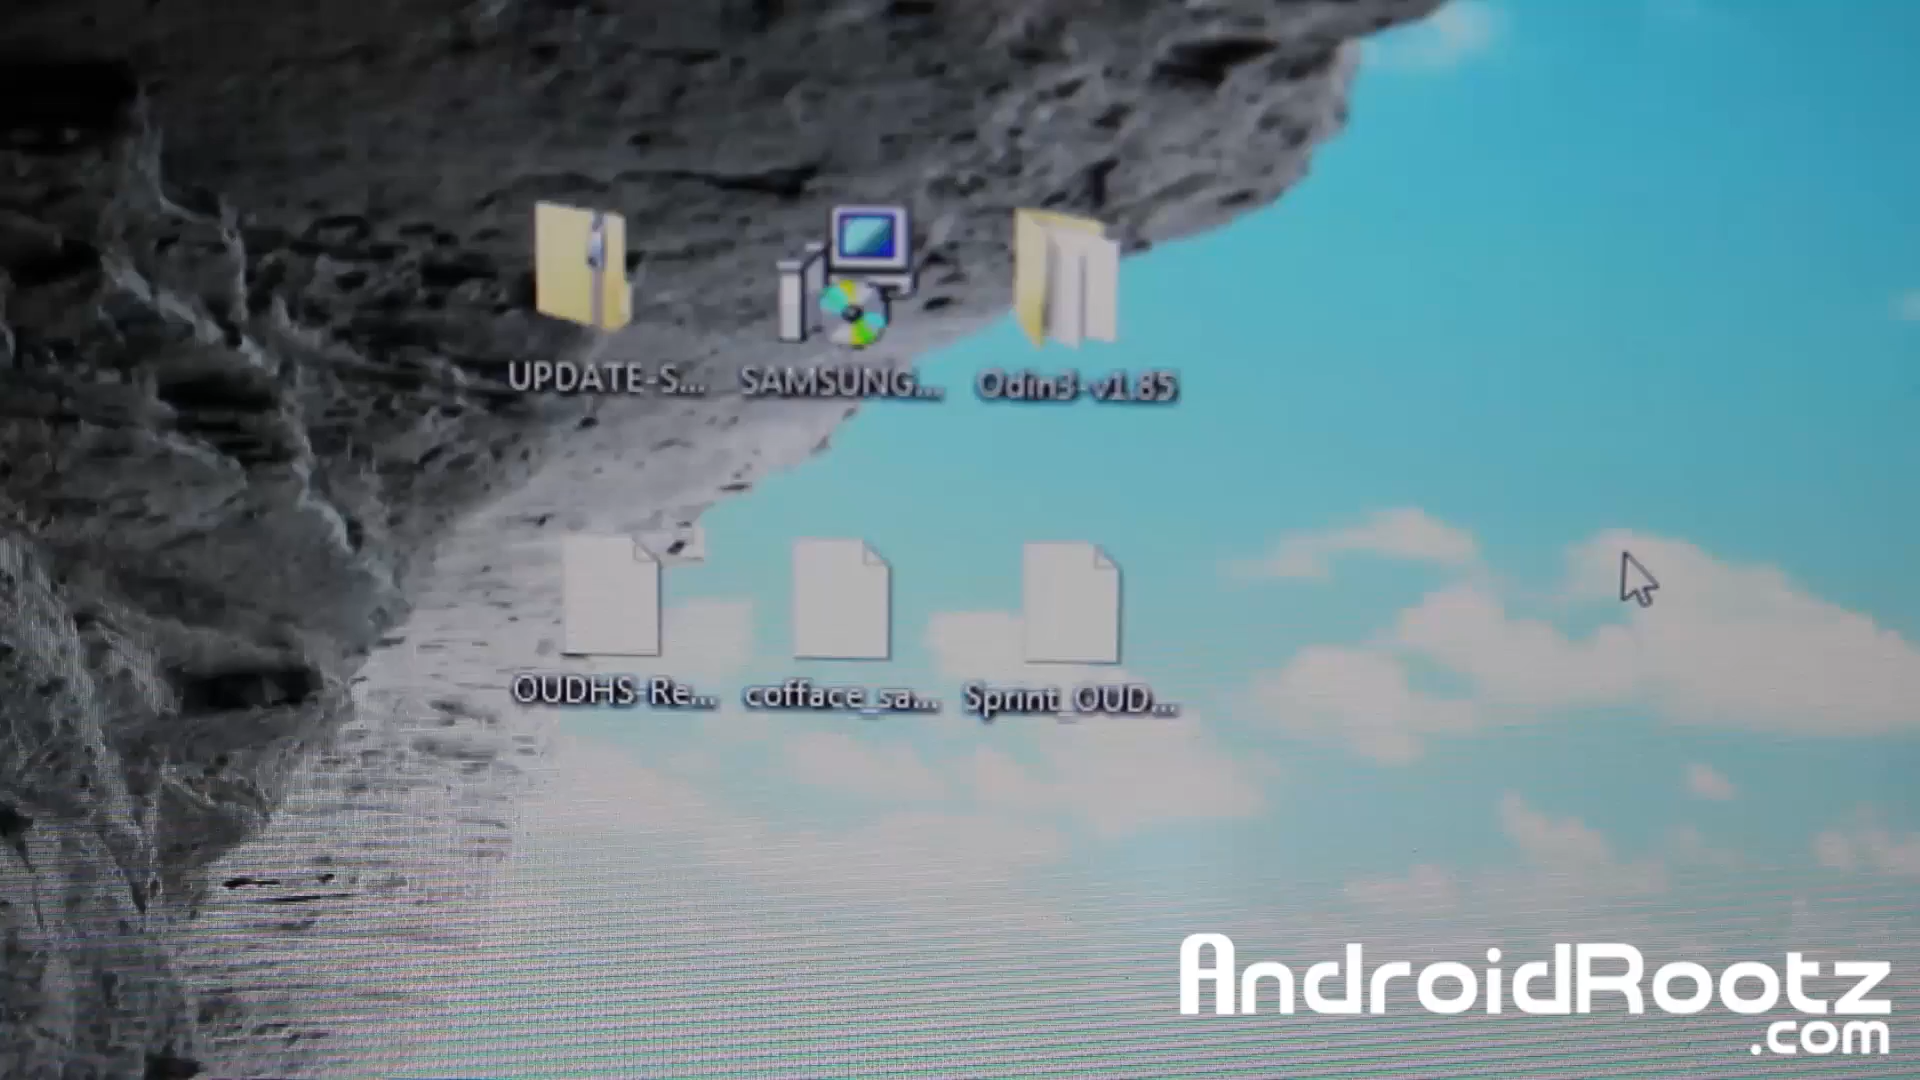 UPDATE-S...
SAMSUNG...
Odin3-v1.85
OUDHS-Re...
cofface_sa...
Sprint_OUD...
AndroidRootz
.com